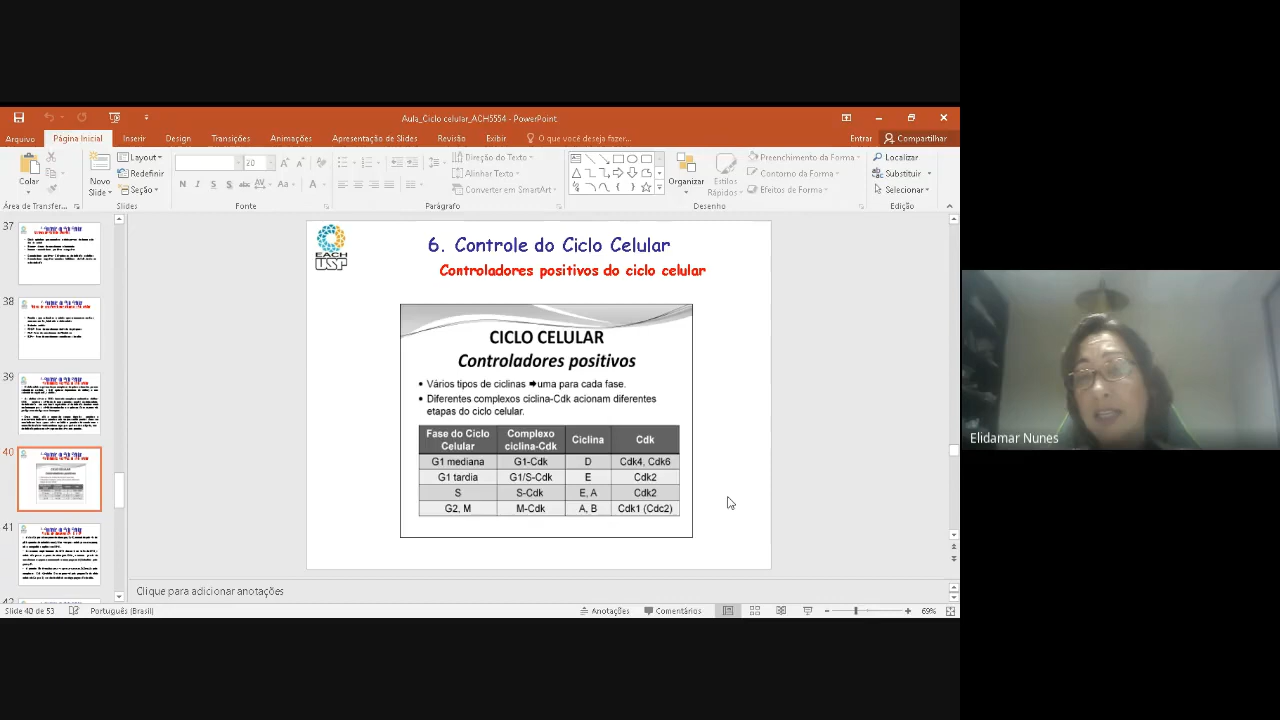 Aula_Ciclo celular_ACH5554 - PowerPoint
Arquivo Página Inicial Inserir Design Transições Animações Apresentação de Slides Revisão Exibir O que você deseja fazer... Entrar Compartilhar
Colar
Novo Slide
Layout
Redefinir
Seção
20
N I S S abc AV Aa A
Direção do Texto
Alinhar Texto
Converter em SmartArt
Organizar
Estilos Rápidos
Preenchimento da Forma
Contorno da Forma
Efeitos de Forma
Localizar
Substituir
Selecionar
Área de Transfer... Slides Fonte Parágrafo Desenho Edição
37
38
39
40
41
EACH
USP
6. Controle do Ciclo Celular
Controladores positivos do ciclo celular
CICLO CELULAR
Controladores positivos
• Vários tipos de ciclinas ➡uma para cada fase.
• Diferentes complexos ciclina-Cdk acionam diferentes
etapas do ciclo celular.
Fase do Ciclo Celular Complexo ciclina-Cdk Ciclina Cdk
G1 mediana G1-Cdk D Cdk4, Cdk6
G1 tardia G1/S-Cdk E Cdk2
S S-Cdk E, A Cdk2
G2, M M-Cdk A, B Cdk1 (Cdc2)
Elidamar Nunes
Clique para adicionar anotações
Slide 40 de 53 Português (Brasil) Anotações Comentários 69%